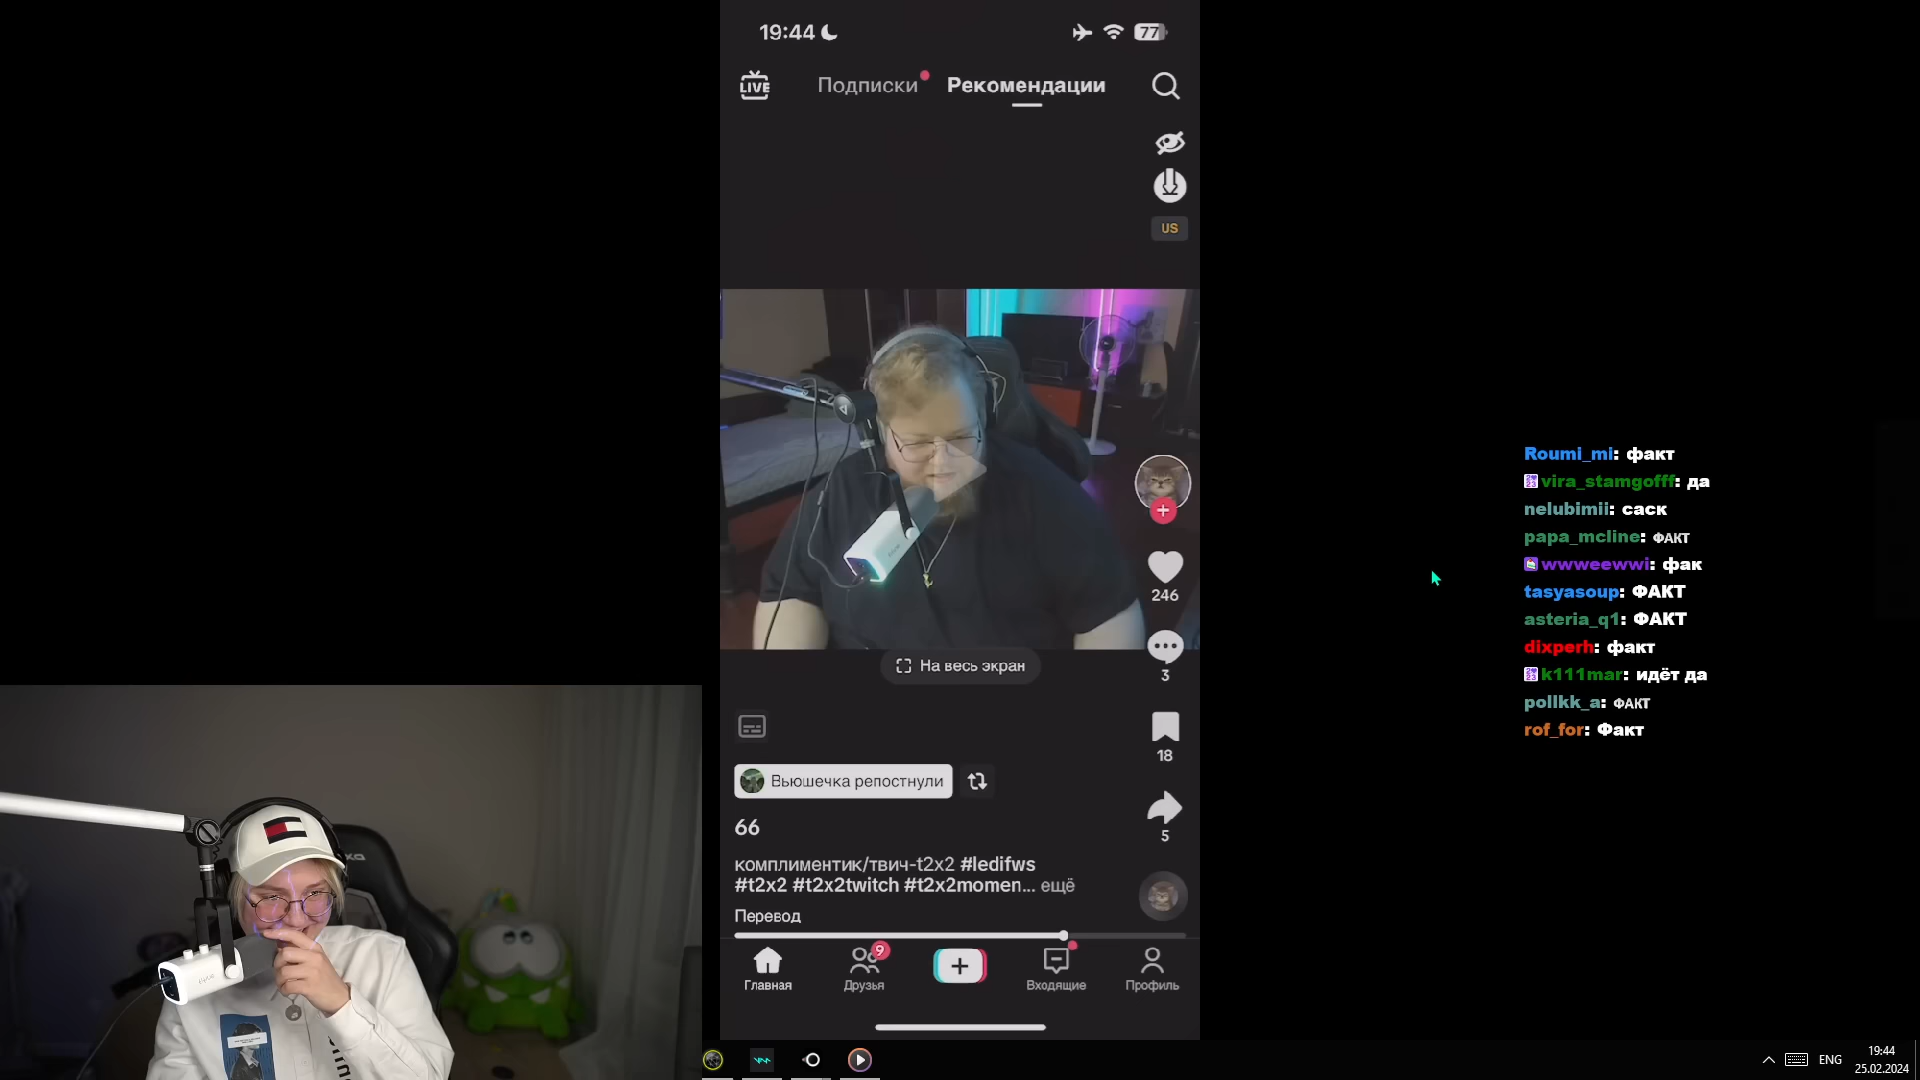 19:44
77
LIVE
Подписки
Рекомендации
US
246
На весь экран
3
18
Вьюшечка репостнули
5
66
комплиментик/твич-t2x2 #ledifws
#t2x2 #t2x2twitch #t2x2momen... ещё
Перевод
9
Главная
Друзья
Входящие
Профиль
Roumi_mi: факт
vira_stamgofff: да
nelubimii: саск
papa_mcline: ФАКТ
wwweewwi: фак
tasyasoup: ФАКТ
asteria_q1: ФАКТ
dixperh: факт
k111mar: идёт да
pollkk_a: ФАКТ
rof_for: Факт
ENG
19:44
25.02.2024